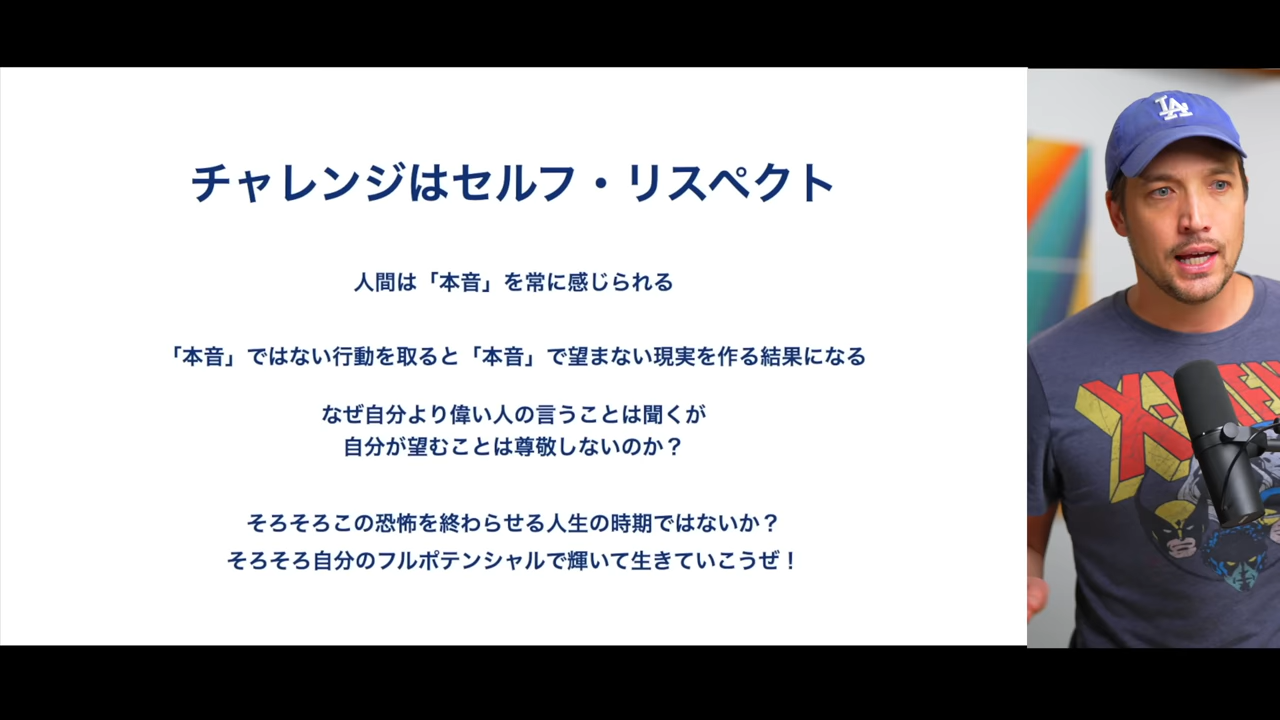 チャレンジはセルフ・リスペクト
人間は「本音」を常に感じられる
「本音」ではない行動を取ると「本音」で望まない現実を作る結果になる
なぜ自分より偉い人の言うことは聞くが
自分が望むことは尊敬しないのか？
そろそろこの恐怖を終わらせる人生の時期ではないか？
そろそろ自分のフルポテンシャルで輝いて生きていこうぜ！
LA
X-MEN